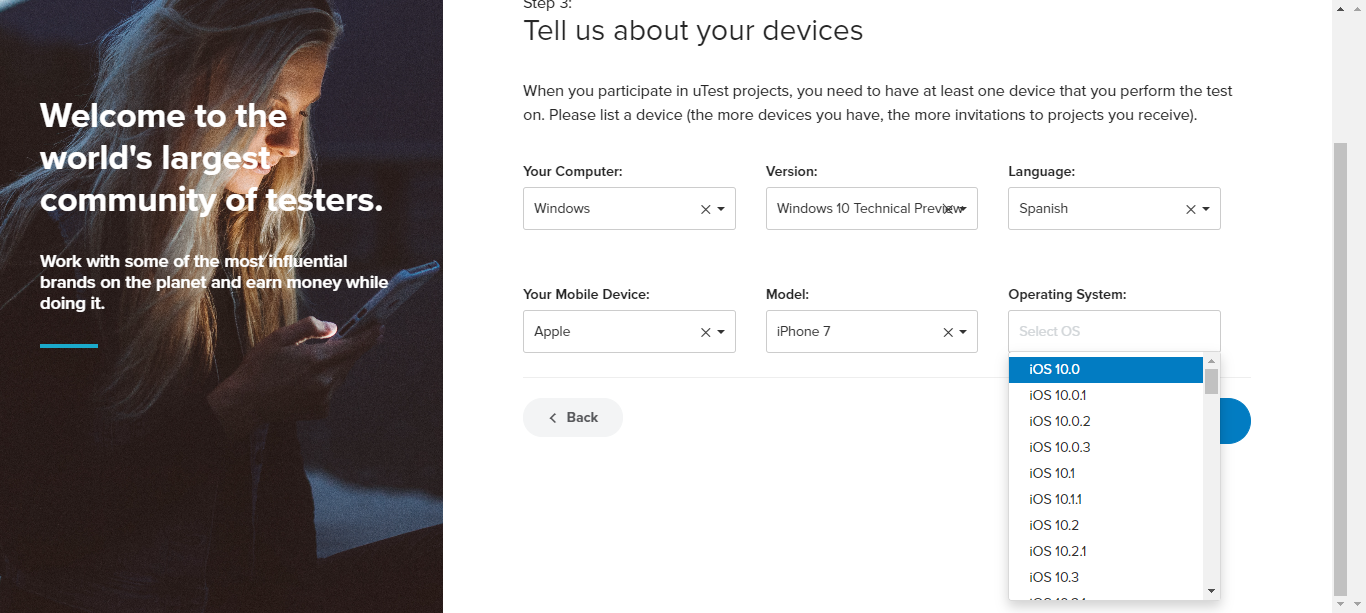 Welcome to the
world's largest
community of testers.
Work with some of the most influential
brands on the planet and earn money while
doing it.
Step 3:
Tell us about your devices
When you participate in uTest projects, you need to have at least one device that you perform the test
on. Please list a device (the more devices you have, the more invitations to projects you receive).
Your Computer:
Windows
Version:
Windows 10 Technical Preview
Language:
Spanish
Your Mobile Device:
Apple
Model:
iPhone 7
Operating System:
Select OS
iOS 10.0
iOS 10.0.1
iOS 10.0.2
iOS 10.0.3
iOS 10.1
iOS 10.1.1
iOS 10.2
iOS 10.2.1
iOS 10.3
Back